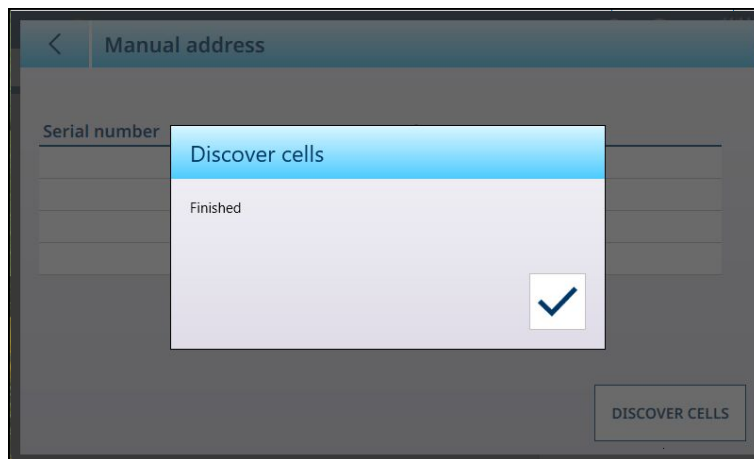 Manual address
Serial number
Discover cells
Finished
DISCOVER CELLS